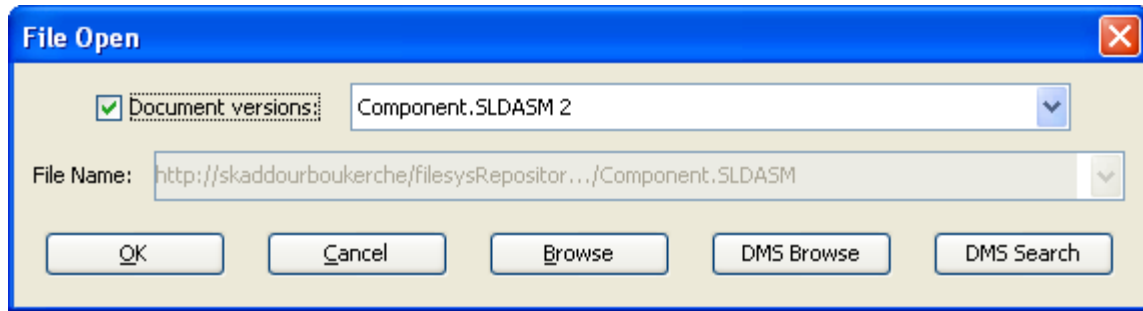 File Open
Document versions: Component.SLDASM 2
File Name: http://skaddourboukerche/filesysRepositor.../Component.SLDASM
OK Cancel Browse DMS Browse DMS Search